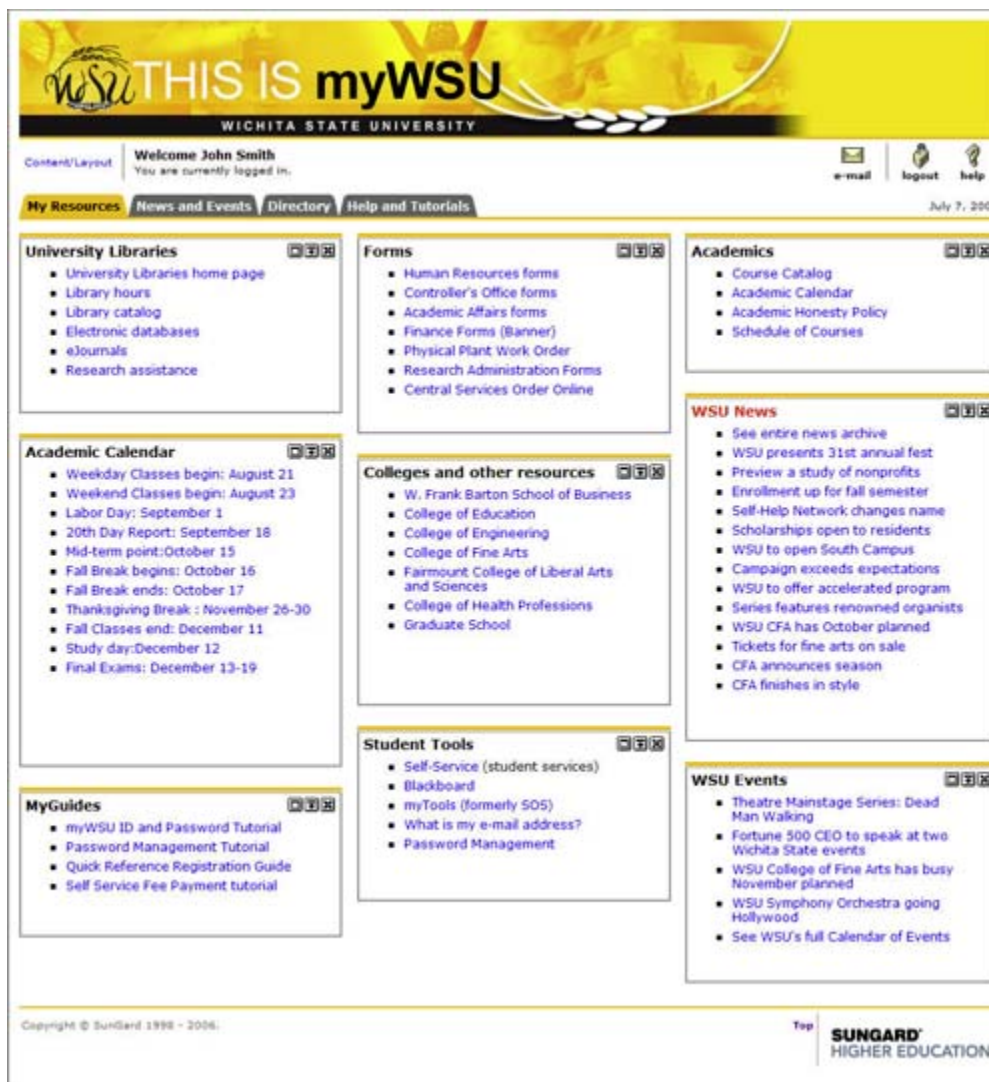 WSU THIS IS myWSU
WICHITA STATE UNIVERSITY
Content/Layout
Welcome John Smith
You are currently logged in.
e-mail
logout
help
My Resources
News and Events
Directory
Help and Tutorials
July 7, 200
University Libraries
University Libraries home page
Library hours
Library catalog
Electronic databases
eJournals
Research assistance
Academic Calendar
Weekday Classes begin: August 21
Weekend Classes begin: August 23
Labor Day: September 1
20th Day Report: September 18
Mid-term point:October 15
Fall Break begins: October 16
Fall Break ends: October 17
Thanksgiving Break : November 26-30
Fall Classes end: December 11
Study day:December 12
Final Exams: December 13-19
MyGuides
myWSU ID and Password Tutorial
Password Management Tutorial
Quick Reference Registration Guide
Self Service Fee Payment tutorial
Forms
Human Resources forms
Controller's Office forms
Academic Affairs forms
Finance Forms (Banner)
Physical Plant Work Order
Research Administration Forms
Central Services Order Online
Colleges and other resources
W. Frank Barton School of Business
College of Education
College of Engineering
College of Fine Arts
Fairmount College of Liberal Arts
and Sciences
College of Health Professions
Graduate School
Student Tools
Self-Service (student services)
Blackboard
myTools (formerly SOS)
What is my e-mail address?
Password Management
Academics
Course Catalog
Academic Calendar
Academic Honesty Policy
Schedule of Courses
WSU News
See entire news archive
WSU presents 31st annual fest
Preview a study of nonprofits
Enrollment up for fall semester
Self-Help Network changes name
Scholarships open to residents
WSU to open South Campus
Campaign exceeds expectations
WSU to offer accelerated program
Series features renowned organists
WSU CFA has October planned
Tickets for fine arts on sale
CFA announces season
CFA finishes in style
WSU Events
Theatre Mainstage Series: Dead
Man Walking
Fortune 500 CEO to speak at two
Wichita State events
WSU College of Fine Arts has busy
November planned
WSU Symphony Orchestra going
Hollywood
See WSU's full Calendar of Events
Copyright © SunGard 1998 - 2006.
Top
SUNGARD'
HIGHER EDUCATION